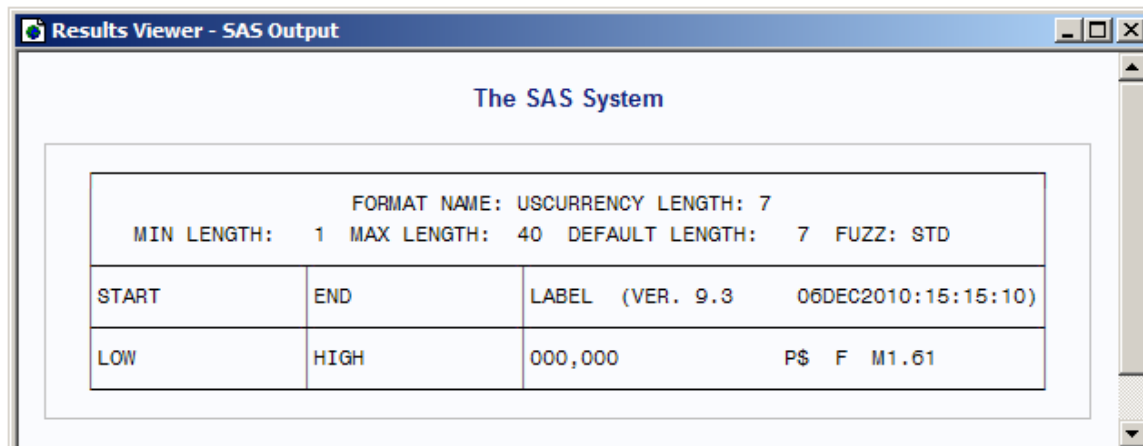 Results Viewer - SAS Output
The SAS System
FORMAT NAME: USCURRENCY LENGTH: 7
MIN LENGTH: 1 MAX LENGTH: 40 DEFAULT LENGTH: 7 FUZZ: STD
START END LABEL (VER. 9.3 06DEC2010:15:15:10)
LOW HIGH 000,000 P$ F M1.61